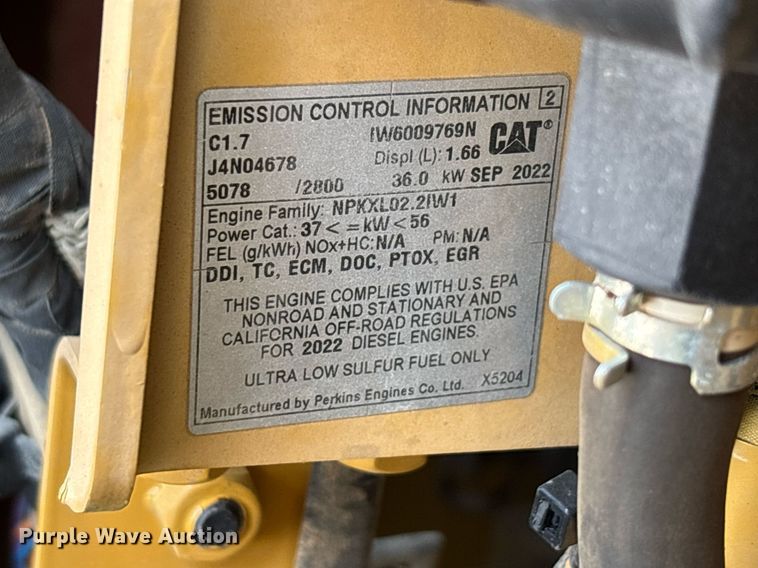 EMISSION CONTROL INFORMATION 2
C1.7 IW6009769N CAT®
J4N04678 Displ (L): 1.66
5078 /2800 36.0 kW SEP 2022
Engine Family: NPKXL02.2IW1
Power Cat.: 37 < = kW < 56
FEL (g/kWh) NOx+HC: N/A PM: N/A
DDI, TC, ECM, DOC, PTOX, EGR
THIS ENGINE COMPLIES WITH U.S. EPA
NONROAD AND STATIONARY AND
CALIFORNIA OFF-ROAD REGULATIONS
FOR 2022 DIESEL ENGINES.
ULTRA LOW SULFUR FUEL ONLY
Manufactured by Perkins Engines Co. Ltd. X5204
Purple Wave Auction